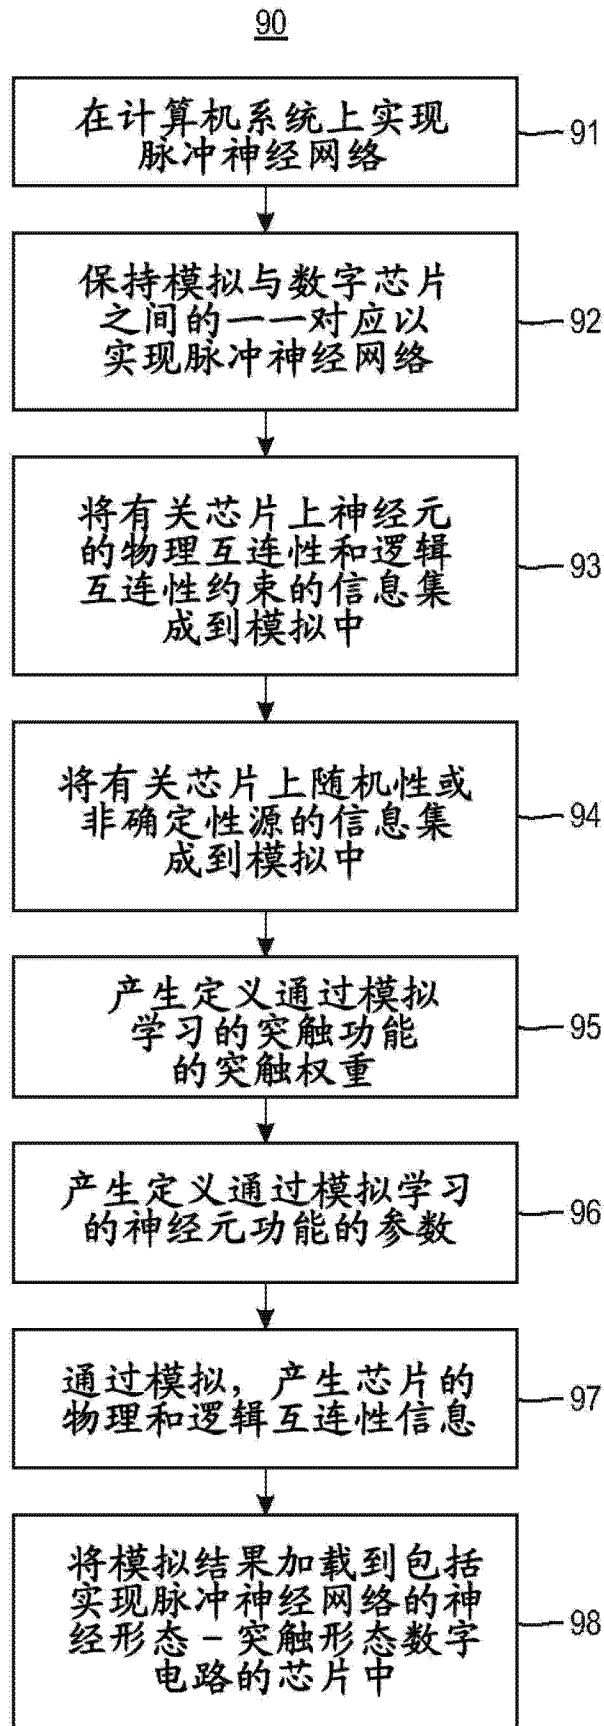 90
在计算机系统上实现
脉冲神经网络
91
保持模拟与数字芯片
之间的一一对应以
实现脉冲神经网络
92
将有关芯片上神经元
的物理互连性和逻辑
互连性约束的信息集
成到模拟中
93
将有关芯片上随机性或
非确定性源的信息集
成到模拟中
94
产生定义通过模拟
学习的突触功能
的突触权重
95
产生定义通过模拟学习
的神经元功能的参数
96
通过模拟，产生芯片的
物理和逻辑互连性信息
97
将模拟结果加载到包括
实现脉冲神经网络的神
经形态－突触形态数字
电路的芯片中
98